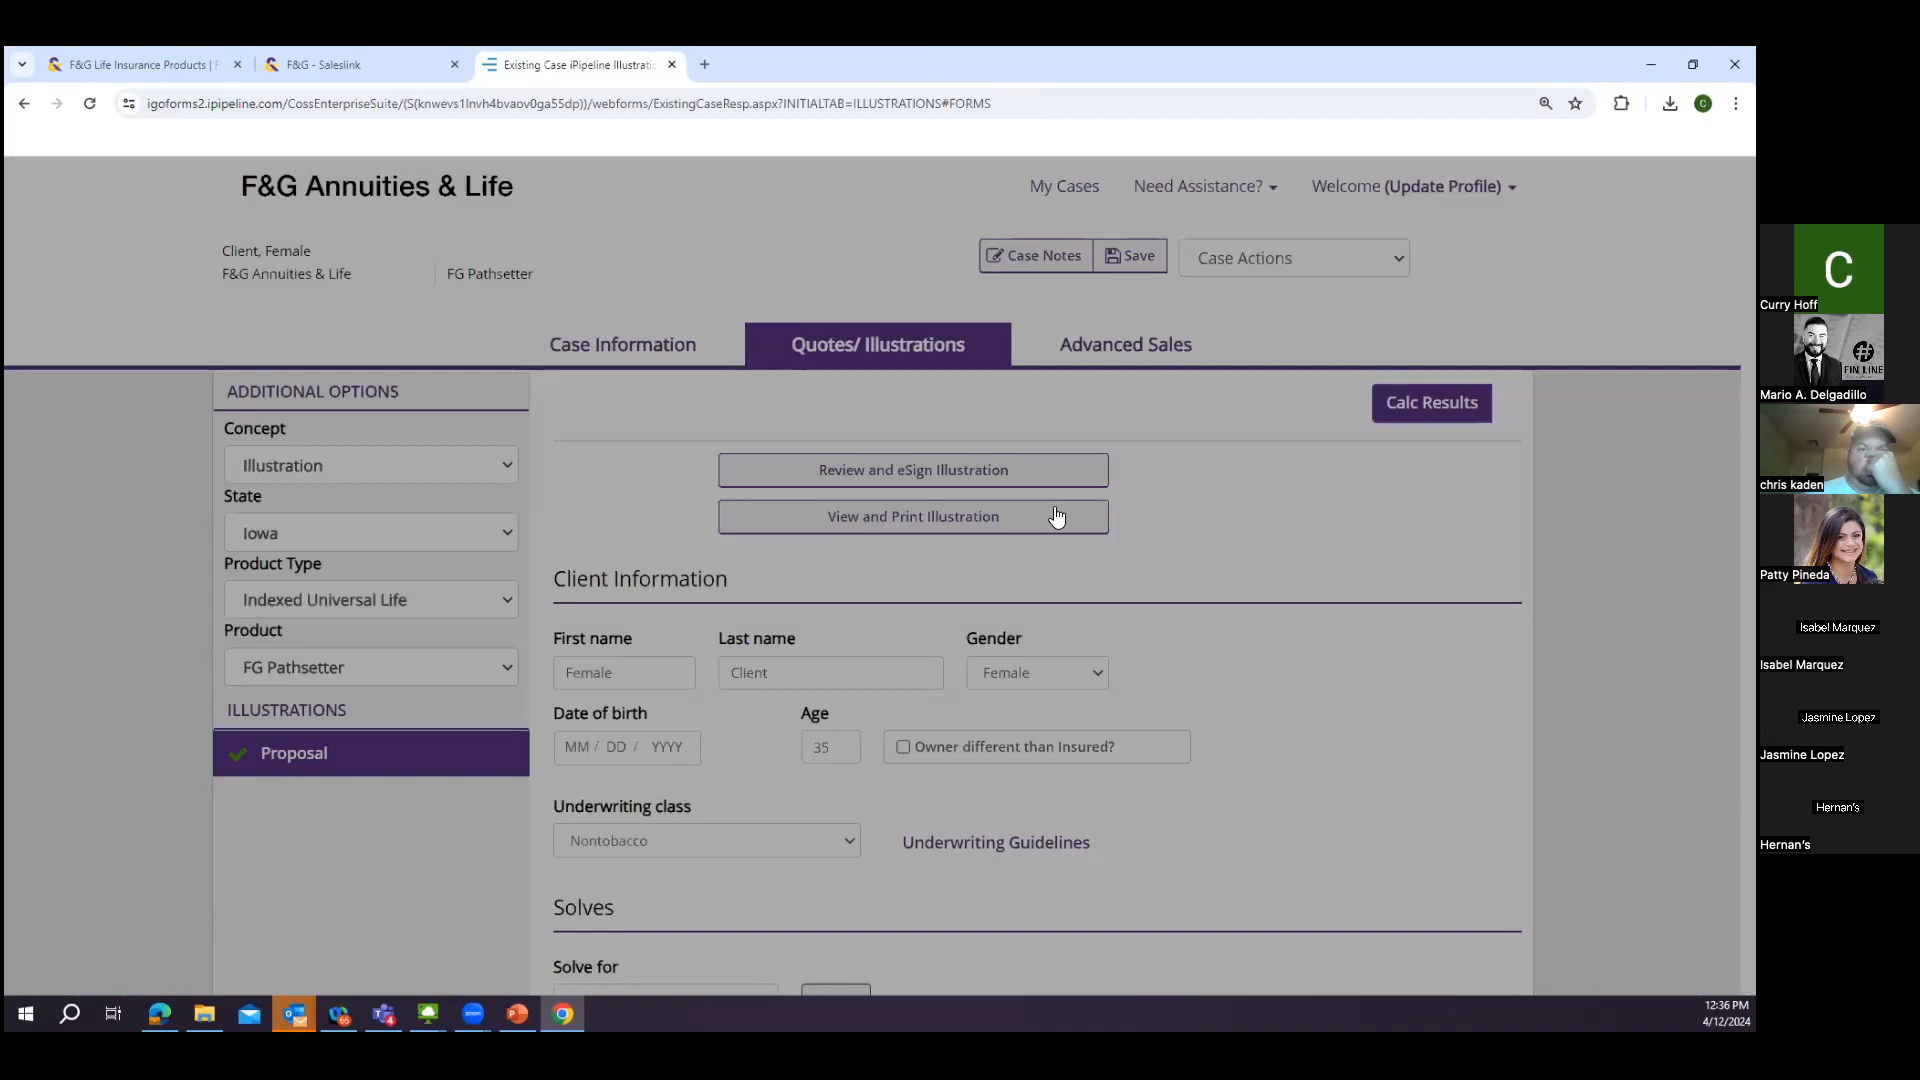 F&G Life Insurance Products | F
F&G - Saleslink
Existing Case iPipeline Illustrati
igoforms2.ipipeline.com/CossEnterpriseSuite/(S(knwevs1lnvh4bvaov0ga55dp))/webforms/ExistingCaseResp.aspx?INITIALTAB=ILLUSTRATIONS#FORMS
C
F&G Annuities & Life
My Cases
Need Assistance?
Welcome (Update Profile)
Client, Female
F&G Annuities & Life
FG Pathsetter
Case Notes
Save
Case Actions
Case Information
Quotes/ Illustrations
Advanced Sales
ADDITIONAL OPTIONS
Concept
Illustration
State
Iowa
Product Type
Indexed Universal Life
Product
FG Pathsetter
ILLUSTRATIONS
Proposal
Calc Results
Review and eSign Illustration
View and Print Illustration
Client Information
First name
Last name
Gender
Female
Client
Female
Date of birth
Age
MM / DD / YYYY
35
Owner different than Insured?
Underwriting class
Nontobacco
Underwriting Guidelines
Solves
Solve for
66
4
zoom
12:36 PM
4/12/2024
C
Curry Hoff
#
FIN LINE
Mario A. Delgadillo
chris kaden
Patty Pineda
Isabel Marquez
Isabel Marquez
Jasmine Lopez
Jasmine Lopez
Hernan's
Hernan's